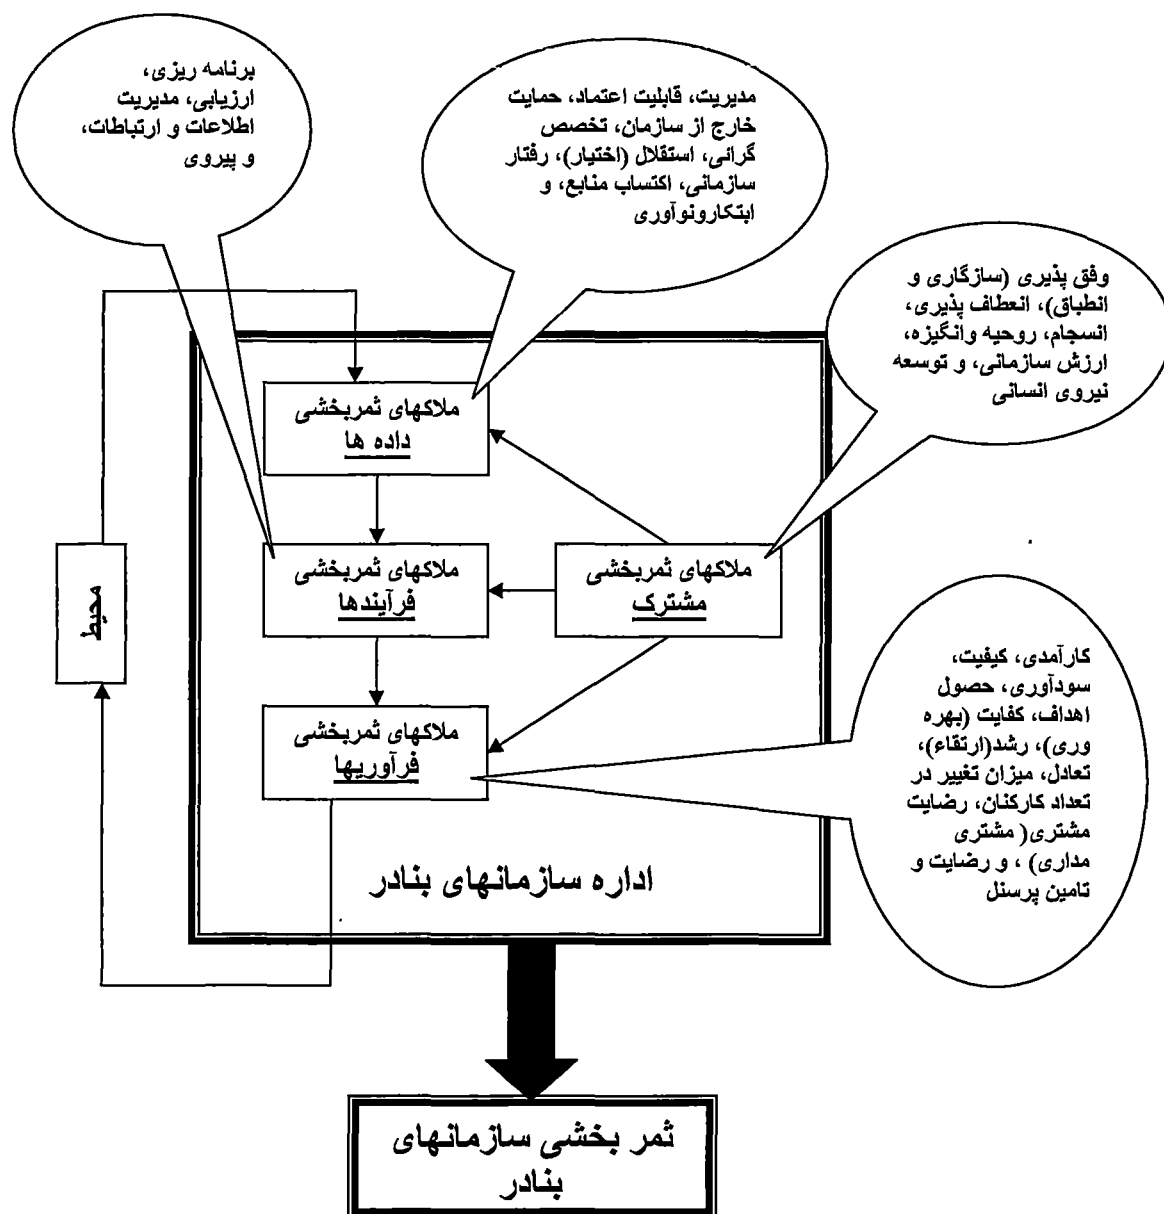 برنامه ریزی،
ارزیابی، مدیریت
اطلاعات و ارتباطات،
و پیروی
مدیریت، قابلیت اعتماد، حمایت
خارج از سازمان، تخصص
گرائی، استقلال (اختیار)، رفتار
سازمانی، اکتساب منابع، و
ابتکارونوآوری
وفق پذیری (سازگاری و
انطباق)، انعطاف پذیری،
انسجام، روحیه وانگیزه،
ارزش سازمانی، و توسعه
نیروی انسانی
ملاکهای ثمربخشی
داده ها
ملاکهای ثمربخشی
مشترک
ملاکهای ثمربخشی
فرآیندها
محیط
ملاکهای ثمربخشی
فرآوریها
کارآمدی، کیفیت،
سودآوری، حصول
اهداف، کفایت (بهره
وری)، رشد(ارتقاء)،
تعادل، میزان تغییر در
تعداد کارکنان، رضایت
مشتری( مشتری
مداری) ، و رضایت و
تامین پرسنل
اداره سازمانهای بنادر
ثمر بخشی سازمانهای
بنادر